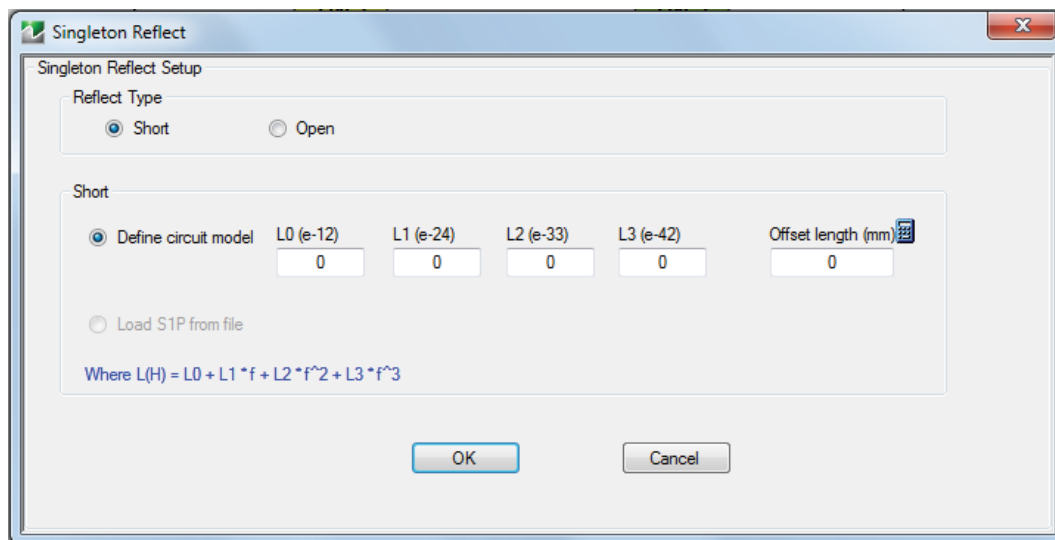 Singleton Reflect
Singleton Reflect Setup
Reflect Type
Short Open
Short
Define circuit model L0 (e-12) L1 (e-24) L2 (e-33) L3 (e-42) Offset length (mm)
0 0 0 0 0
Load S1P from file
Where L(H) = L0 + L1 *f + L2 *f^2 + L3 *f^3
OK Cancel